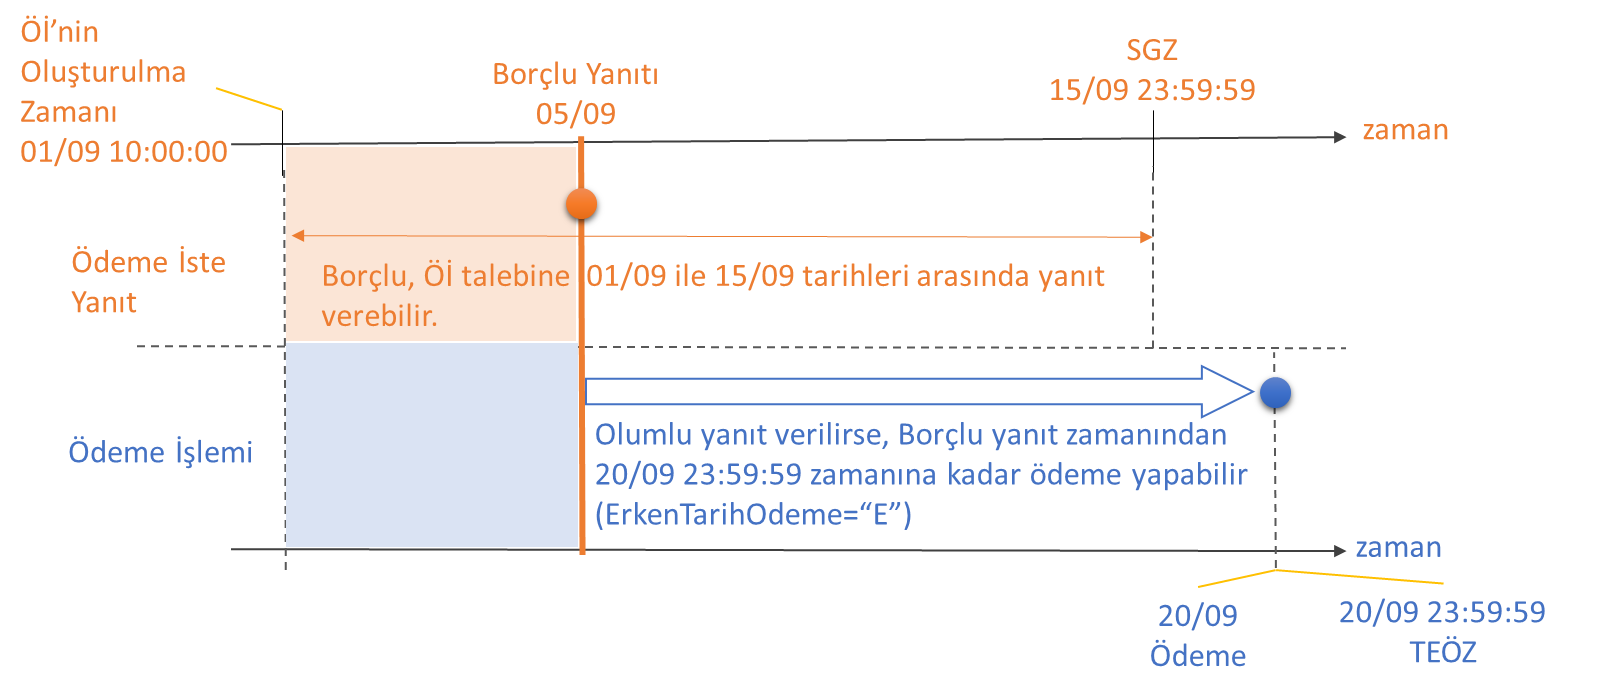 Öİ’nin
Oluşturulma
Zamanı
01/09 10:00:00
Borçlu Yanıtı
05/09
SGZ
15/09 23:59:59
zaman
Ödeme İste
Yanıt
Borçlu, Öİ talebine 01/09 ile 15/09 tarihleri arasında yanıt
verebilir.
Ödeme İşlemi
Olumlu yanıt verilirse, Borçlu yanıt zamanından
20/09 23:59:59 zamanına kadar ödeme yapabilir
(ErkenTarihOdeme=“E”)
zaman
20/09
Ödeme
20/09 23:59:59
TEÖZ